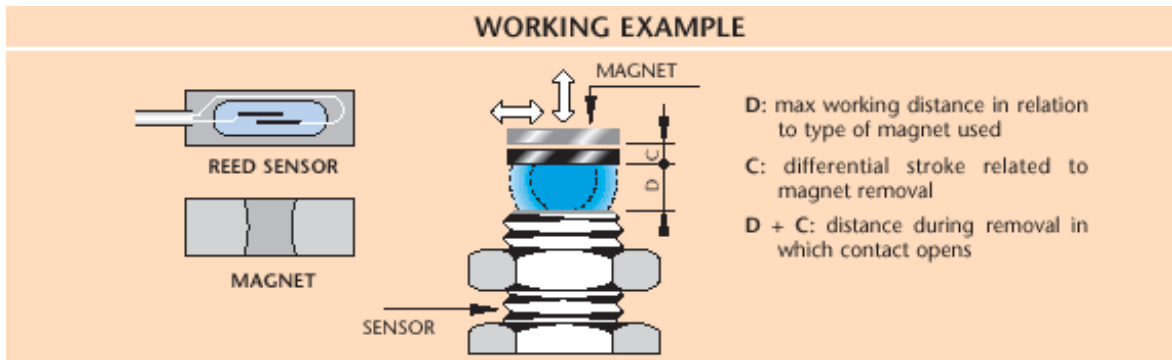 WORKING EXAMPLE
REED SENSOR
MAGNET
MAGNET
C
D
SENSOR
D: max working distance in relation
to type of magnet used
C: differential stroke related to
magnet removal
D + C: distance during removal in
which contact opens